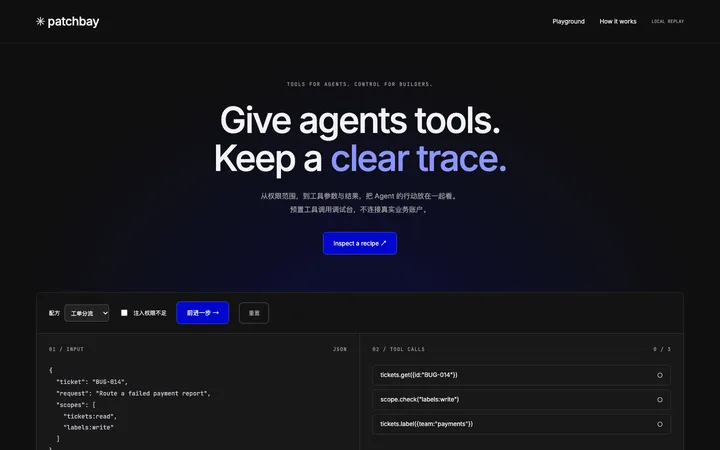 ✳ patchbay
Playground How it works LOCAL REPLAY
TOOLS FOR AGENTS. CONTROL FOR BUILDERS.
Give agents tools.
Keep a clear trace.
从权限范围，到工具参数与结果，把 Agent 的行动放在一起看。
预置工具调用调试台，不连接真实业务账户。
Inspect a recipe ↗
配方 工单分流 注入权限不足 前进一步 → 重置
01 / INPUT JSON
{
"ticket": "BUG-014",
"request": "Route a failed payment report",
"scopes": [
"tickets:read",
"labels:write"
]
02 / TOOL CALLS 0 / 3
tickets.get({id:"BUG-014"})
scope.check("labels:write")
tickets.label({team:"payments"})